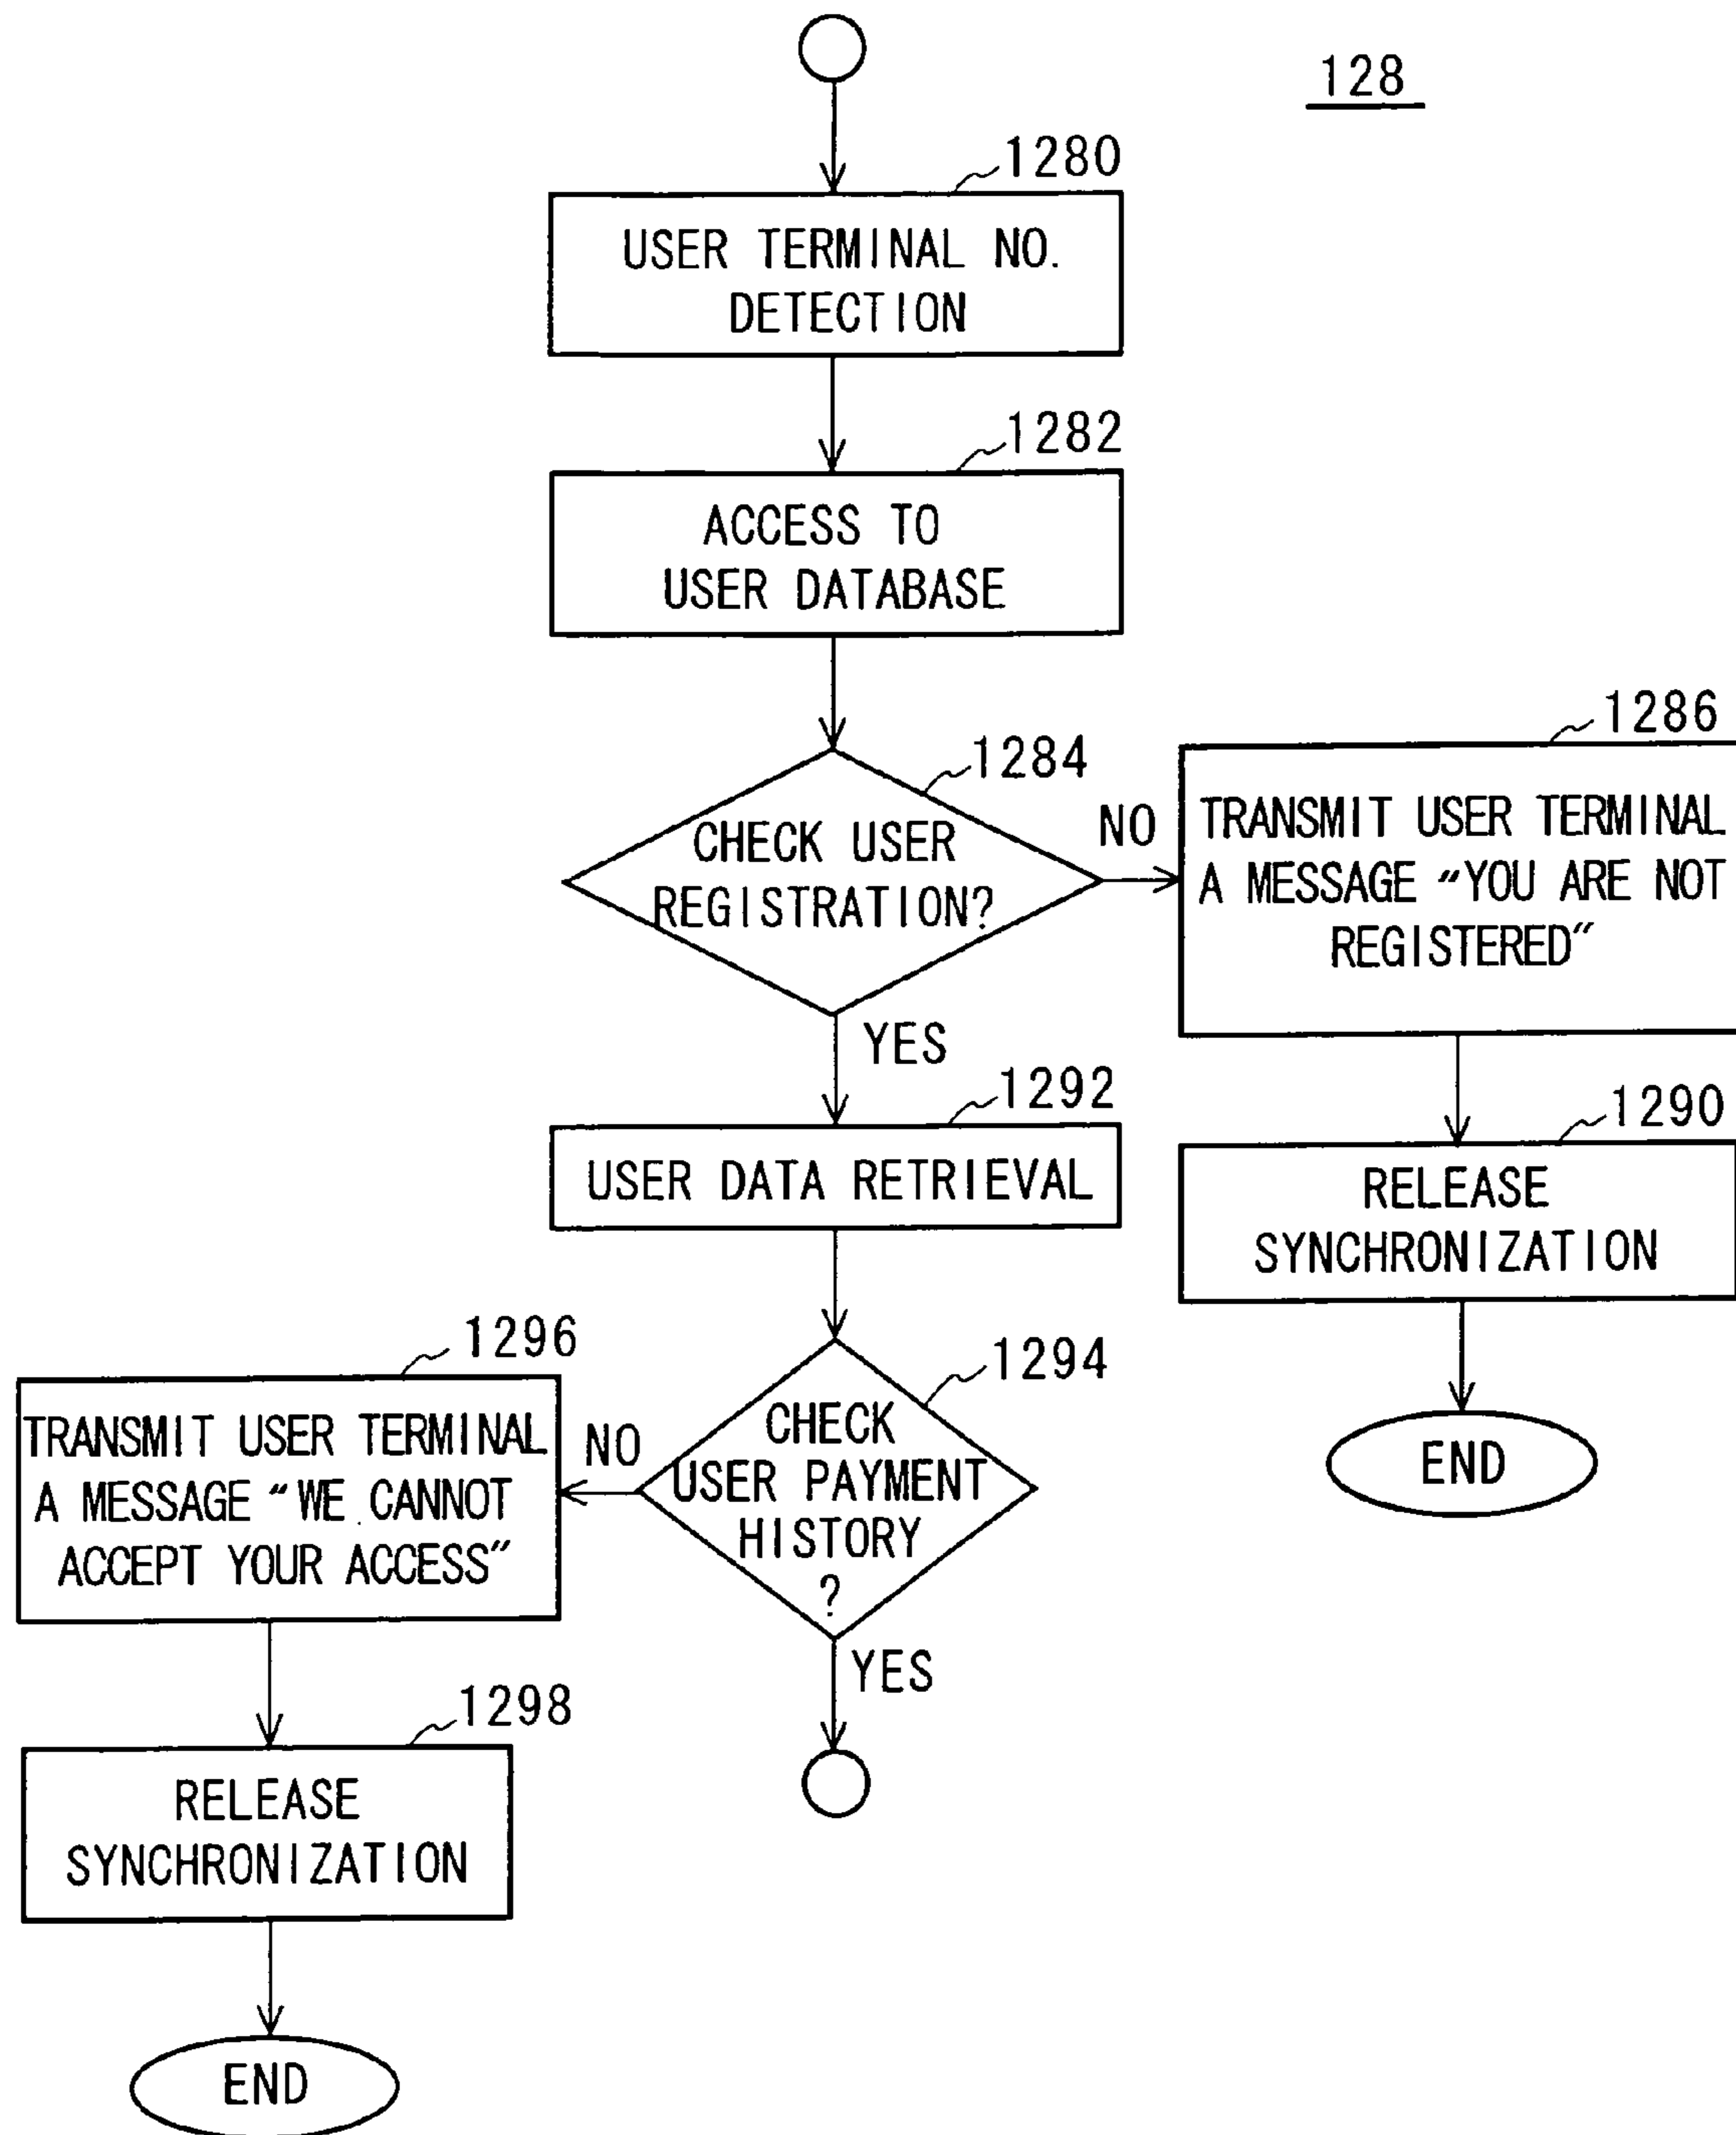 128
1280
USER TERMINAL NO.
DETECTION
1282
ACCESS TO
USER DATABASE
1284
CHECK USER
REGISTRATION?
NO
1286
TRANSMIT USER TERMINAL
A MESSAGE "YOU ARE NOT
REGISTERED"
YES
1292
USER DATA RETRIEVAL
1290
RELEASE
SYNCHRONIZATION
END
1294
CHECK
USER PAYMENT
HISTORY
?
NO
1296
TRANSMIT USER TERMINAL
A MESSAGE "WE CANNOT
ACCEPT YOUR ACCESS"
YES
1298
RELEASE
SYNCHRONIZATION
END